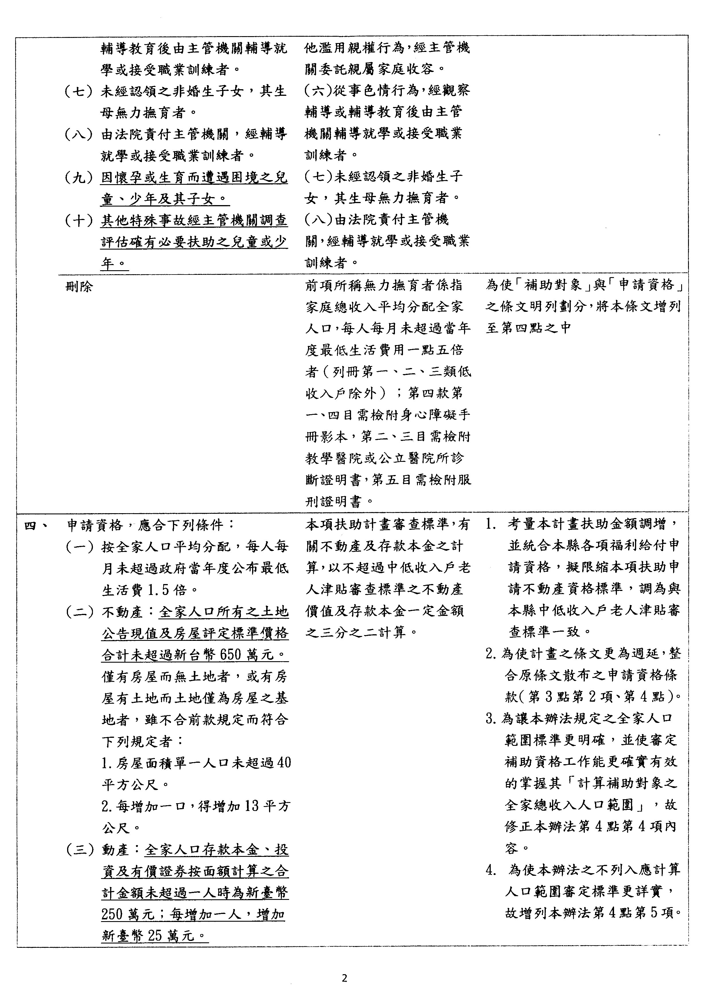 輔導教育後由主管機關輔導就
學或接受職業訓練者。
(七)未經認領之非婚生子女，其生
母無力撫育者。
(八)由法院責付主管機關，經輔導
就學或接受職業訓練者。
(九)因懷孕或生育而遭遇困境之兒
童、少年及其子女。
(十)其他特殊事故經主管機關調查
評估確有必要扶助之兒童或少
年。
他濫用親權行為，經主管機
關委託親屬家庭收容。
(六)從事色情行為，經觀察
輔導或輔導教育後由主管
機關輔導就學或接受職業
訓練者。
(七)未經認領之非婚生子
女，其生母無力撫育者。
(八)由法院責付主管機
關，經輔導就學或接受職業
訓練者。
刪除
前項所稱無力撫育者係指
家庭總收入平均分配全家
人口，每人每月未超過當年
度最低生活費用一點五倍
者（列冊第一、二、三類低
收入戶除外）；第四款第
一、四目需檢附身心障礙手
冊影本，第二、三目需檢附
教學醫院或公立醫院所診
斷證明書，第五目需檢附服
刑證明書。
為使「補助對象」與「申請資格」
之條文明列劃分，將本條文增列
至第四點之中
四、
申請資格，應合下列條件：
(一)按全家人口平均分配，每人每
月未超過政府當年度公布最低
生活費1.5倍。
(二)不動產：全家人口所有之土地
公告現值及房屋評定標準價格
合計未超過新台幣650萬元。
僅有房屋而無土地者，或有房
屋有土地而土地僅為房屋之基
地者，雖不合前款規定而符合
下列規定者：
1.房屋面積單一人口未超過40
平方公尺。
2.每增加一口，得增加13平方
公尺。
(三)動產：全家人口存款本金、投
資及有價證券按面額計算之合
計金額未超過一人時為新臺幣
250萬元；每增加一人，增加
新臺幣25萬元。
本項扶助計畫審查標準，有
關不動產及存款本金之計
算，以不超過中低收入戶老
人津貼審查標準之不動產
價值及存款本金一定金額
之三分之二計算。
1. 考量本計畫扶助金額調增，
並統合本縣各項福利給付申
請資格，擬限縮本項扶助申
請不動產資格標準，調為與
本縣中低收入戶老人津貼審
查標準一致。
2.為使計畫之條文更為週延，整
合原條文散布之申請資格條
款(第3點第2項、第4點)。
3.為讓本辦法規定之全家人口
範圍標準更明確，並使審定
補助資格工作能更確實有效
的掌握其「計算補助對象之
全家總收入人口範圍」，故
修正本辦法第4點第4項內
容。
4. 為使本辦法之不列入應計算
人口範圍審定標準更詳實，
故增列本辦法第4點第5項。
2